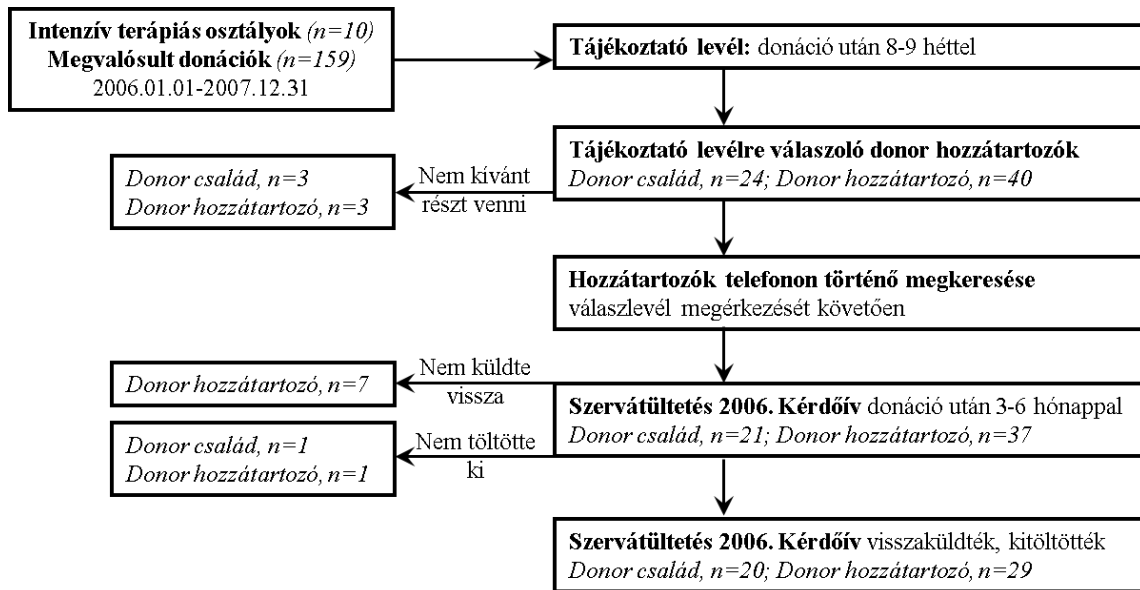 Intenzív terápiás osztályok (n=10)
Megvalósult donációk (n=159)
2006.01.01-2007.12.31
Tájékoztató levél: donáció után 8-9 héttel
Tájékoztató levélre válaszoló donor hozzátartozók
Donor család, n=24; Donor hozzátartozó, n=40
Nem kívánt
részt venni
Donor család, n=3
Donor hozzátartozó, n=3
Hozzátartozók telefonon történő megkeresése
válaszlevél megérkezését követően
Nem küldte
vissza
Donor hozzátartozó, n=7
Szervátültetés 2006. Kérdőív donáció után 3-6 hónappal
Donor család, n=21; Donor hozzátartozó, n=37
Nem töltötte
ki
Donor család, n=1
Donor hozzátartozó, n=1
Szervátültetés 2006. Kérdőív visszaküldték, kitöltötték
Donor család, n=20; Donor hozzátartozó, n=29